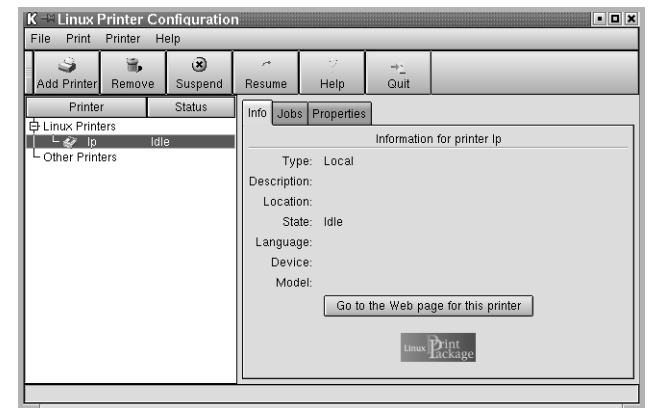 Linux Printer Configuration
File Print Printer Help
Add Printer Remove Suspend Resume Help Quit
Printer Status
Linux Printers
lp Idle
Other Printers
Info Jobs Properties
Information for printer lp
Type: Local
Description:
Location:
State: Idle
Language:
Device:
Model:
Go to the Web page for this printer
Linux Print Package